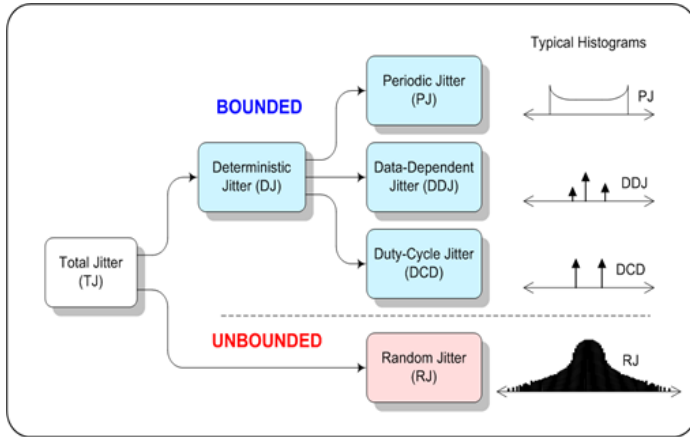 Typical Histograms
Periodic Jitter
(PJ)
PJ
BOUNDED
Deterministic
Jitter (DJ)
Data-Dependent
Jitter (DDJ)
DDJ
Total Jitter
(TJ)
Duty-Cycle Jitter
(DCD)
DCD
UNBOUNDED
Random Jitter
(RJ)
RJ